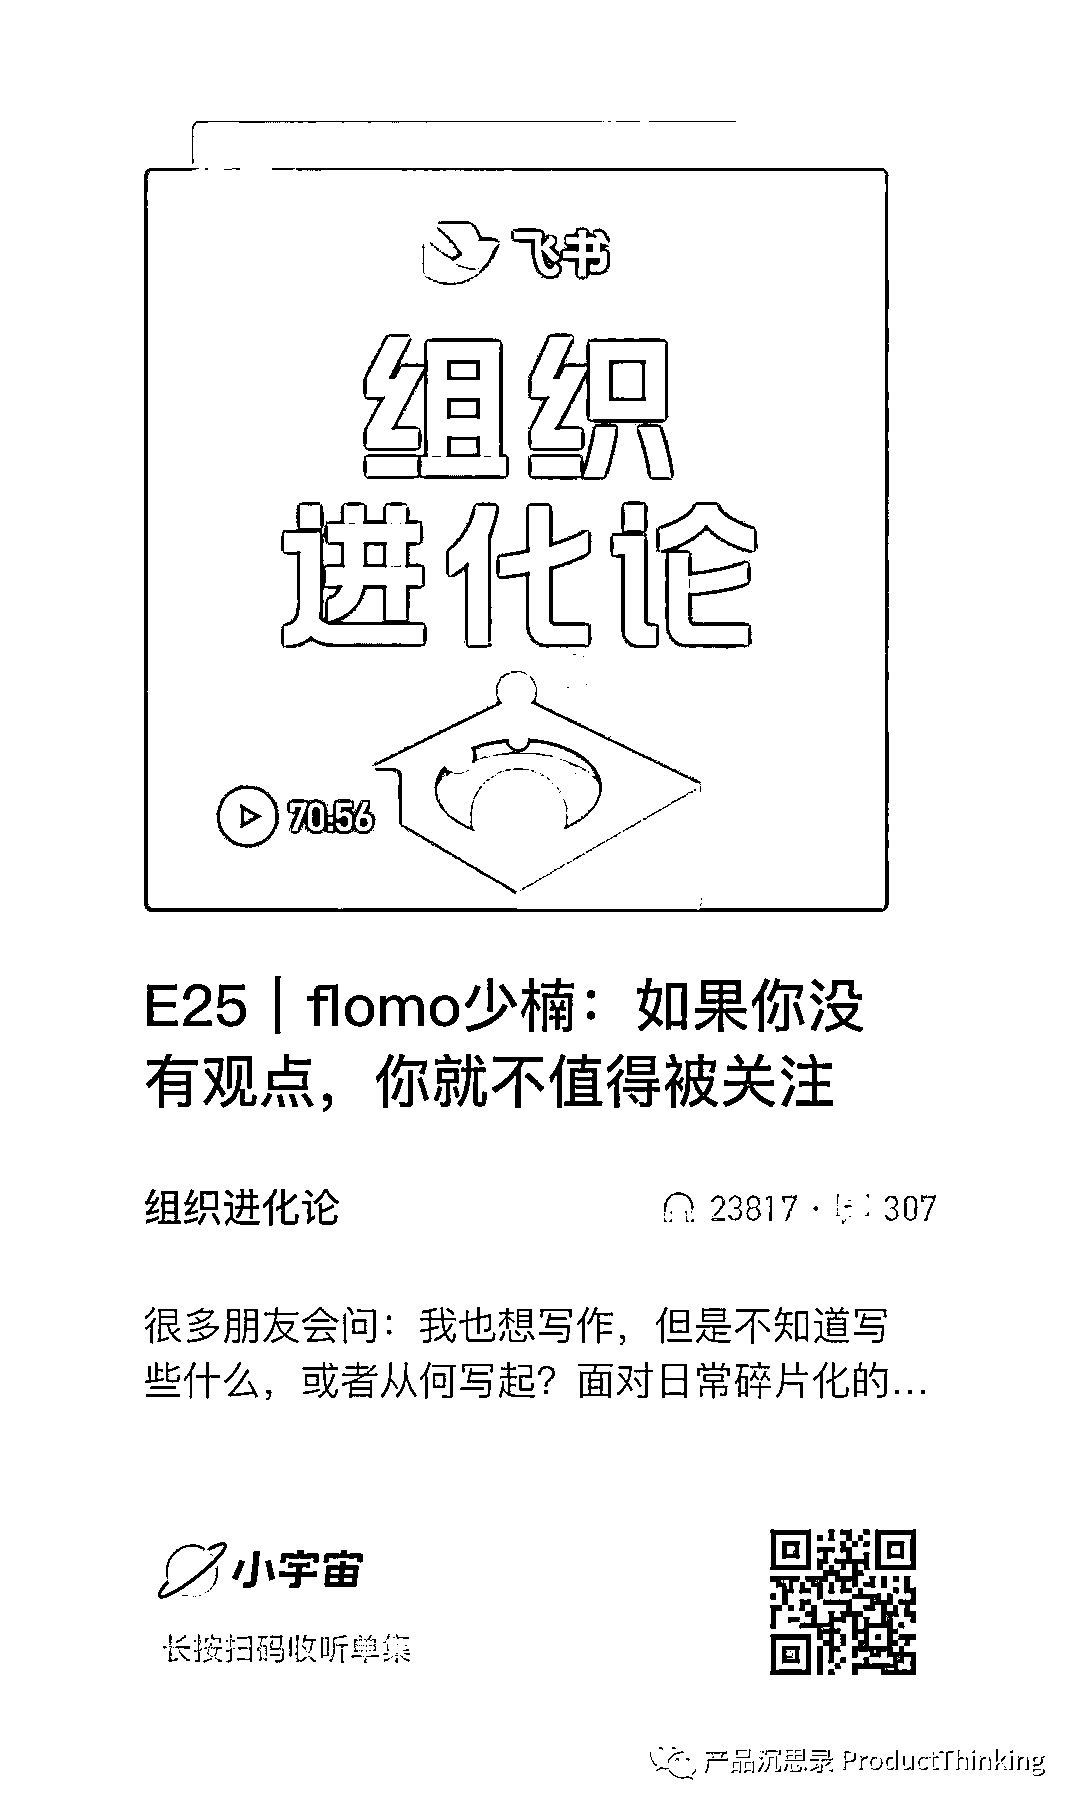 飞书
组织
进化论
70:56
E25｜flomo少楠：如果你没
有观点，你就不值得被关注
组织进化论
23817 · 307
很多朋友会问：我也想写作，但是不知道写
些什么，或者从何写起？面对日常碎片化的...
小宇宙
长按扫码收听单集
产品沉思录 ProductThinking